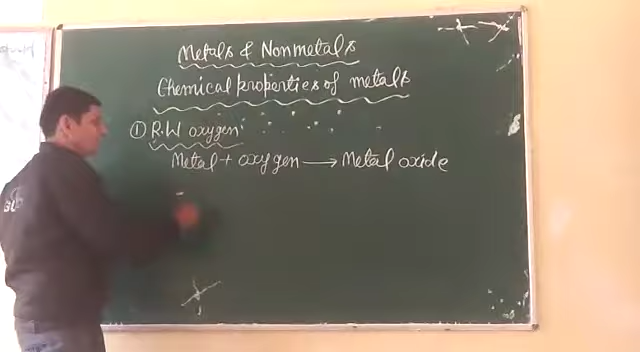 Metals & Nonmetals
Chemical properties of metals
① R.W oxygen
Metal + oxygen → Metal oxide